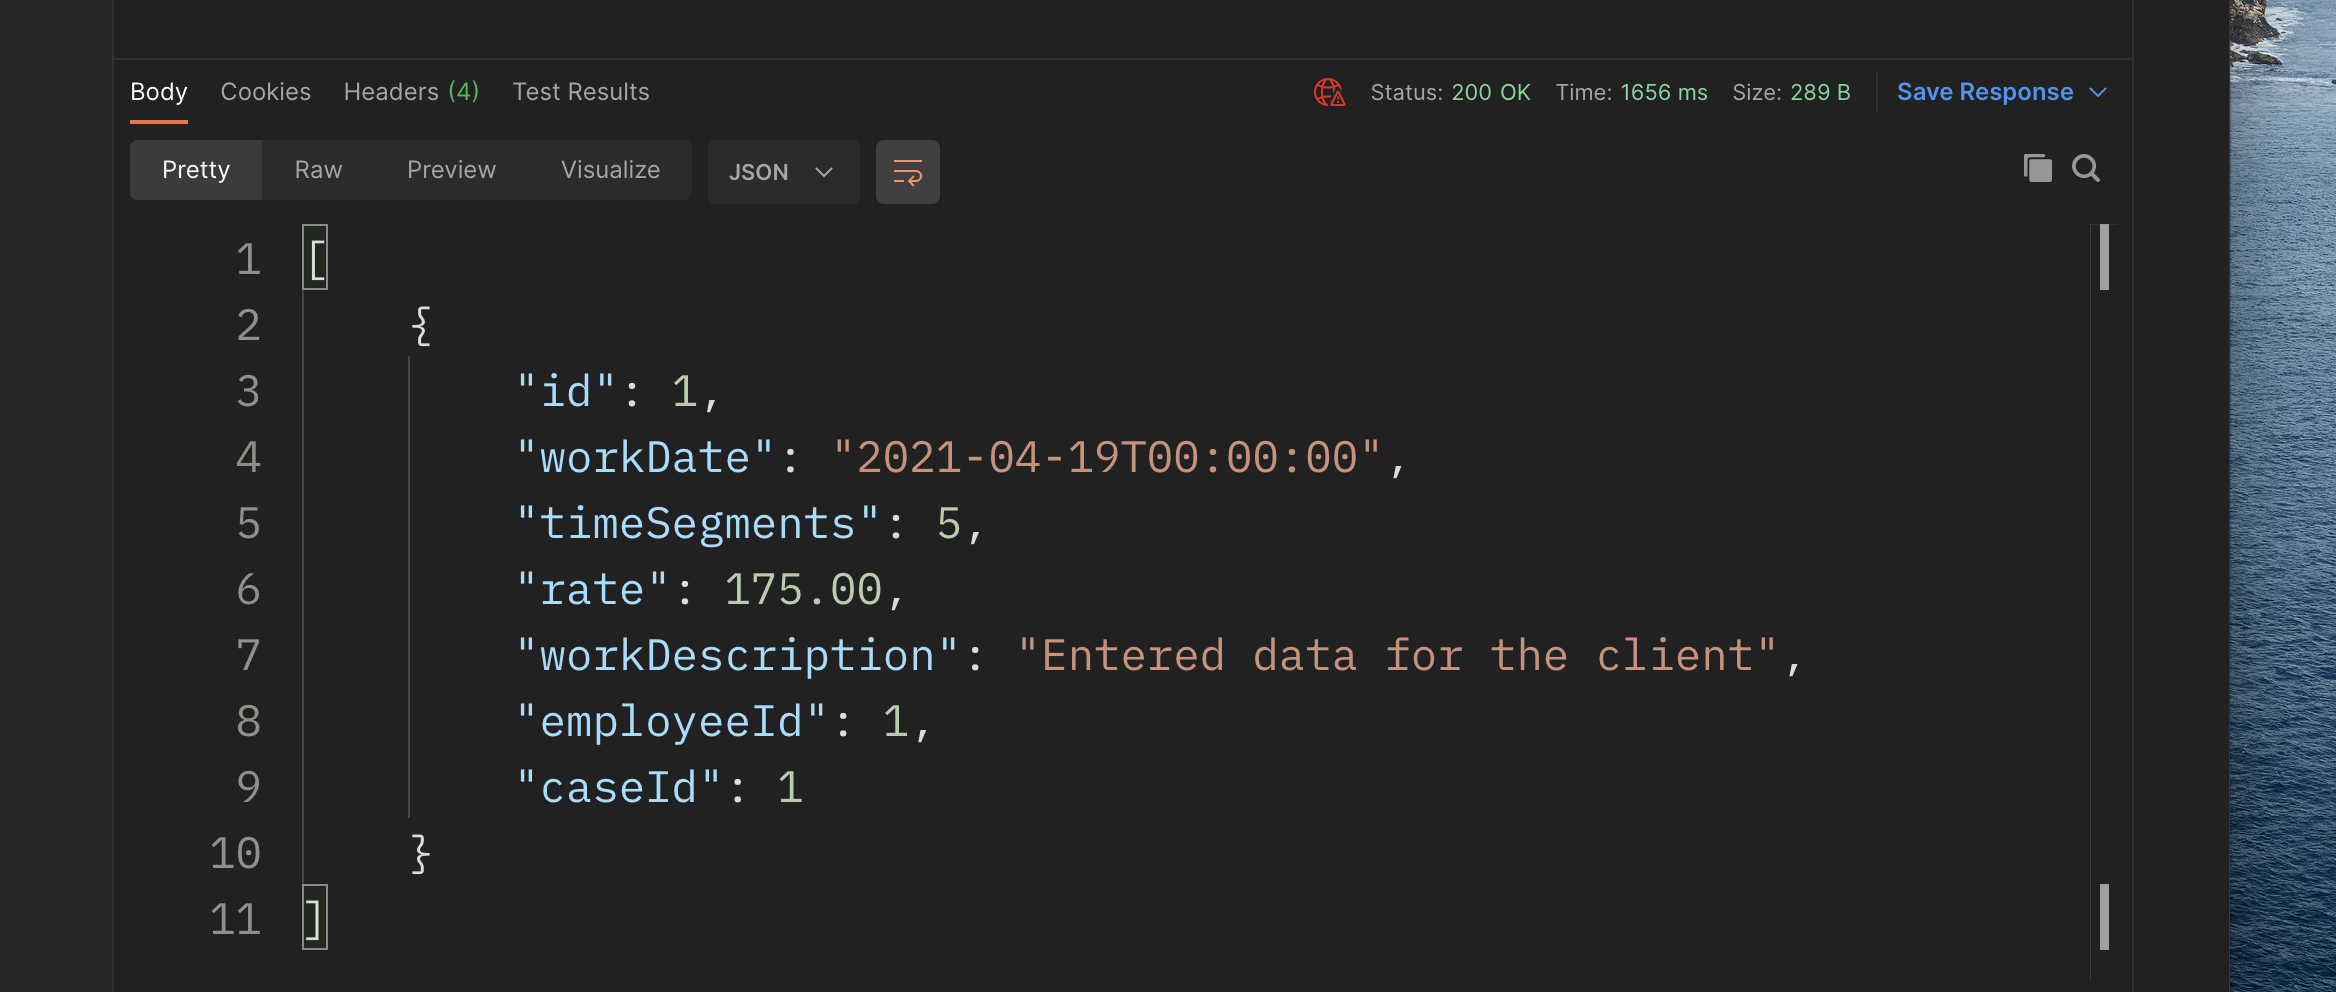 Body Cookies Headers (4) Test Results Status: 200 OK Time: 1656 ms Size: 289 B Save Response
Pretty Raw Preview Visualize JSON
1 [
2 {
3 "id": 1,
4 "workDate": "2021-04-19T00:00:00",
5 "timeSegments": 5,
6 "rate": 175.00,
7 "workDescription": "Entered data for the client",
8 "employeeId": 1,
9 "caseId": 1
10 }
11 ]